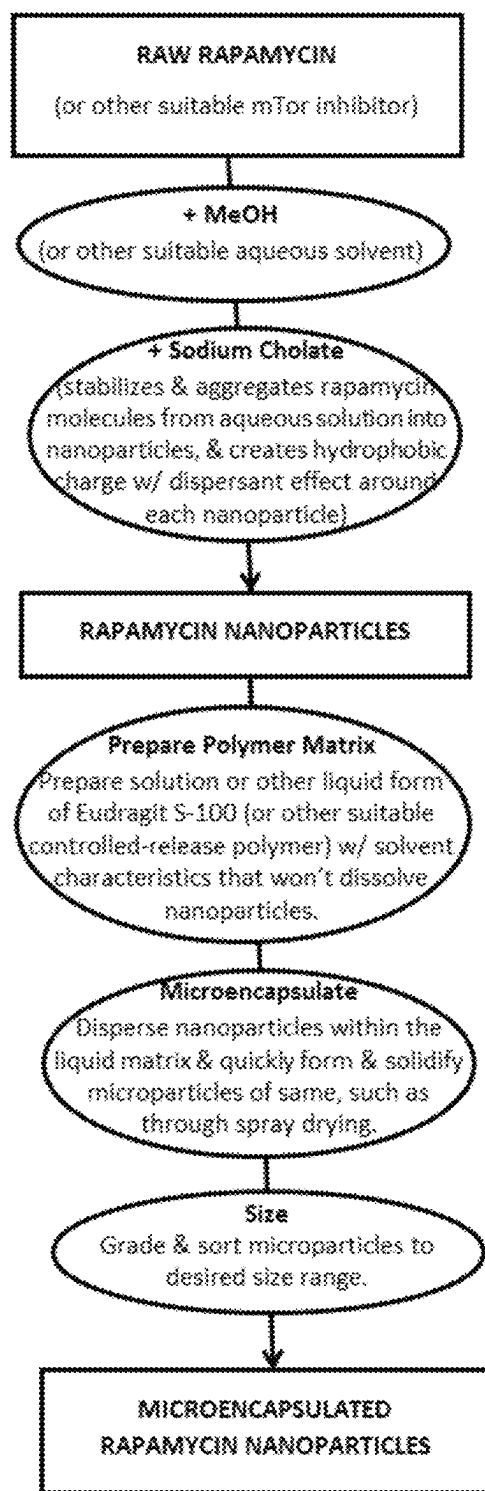 RAW RAPAMYCIN
(or other suitable mTor inhibitor)
+ MeOH
(or other suitable aqueous solvent)
+ Sodium Cholate
(stabilizes & aggregates rapamycin
molecules from aqueous solution into
nanoparticles, & creates hydrophobic
charge w/ dispersant effect around
each nanoparticle)
RAPAMYCIN NANOPARTICLES
Prepare Polymer Matrix
Prepare solution or other liquid form
of Eudragit S-100 (or other suitable
controlled-release polymer) w/ solvent
characteristics that won't dissolve
nanoparticles.
Microencapsulate
Disperse nanoparticles within the
liquid matrix & quickly form & solidify
microparticles of same, such as
through spray drying.
Size
Grade & sort microparticles to
desired size range.
MICROENCAPSULATED
RAPAMYCIN NANOPARTICLES